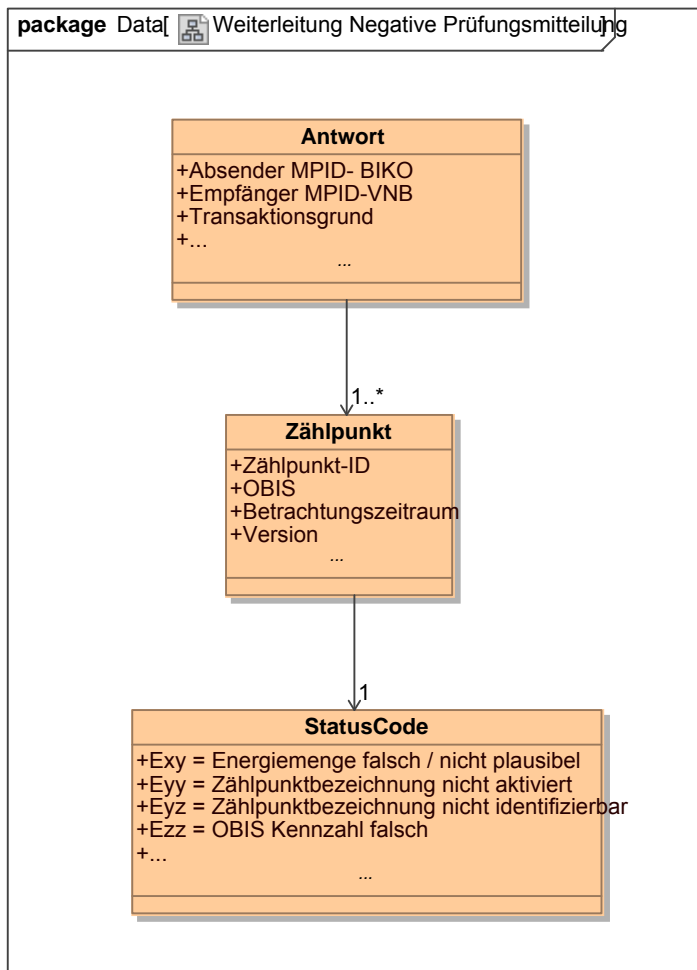 package Data[ Weiterleitung Negative Prüfungsmitteilung]
Antwort
+Absender MPID- BIKO
+Empfänger MPID-VNB
+Transaktionsgrund
+...
...
1..*
Zählpunkt
+Zählpunkt-ID
+OBIS
+Betrachtungszeitraum
+Version
...
1
StatusCode
+Exy = Energiemenge falsch / nicht plausibel
+Eyy = Zählpunktbezeichnung nicht aktiviert
+Eyz = Zählpunktbezeichnung nicht identifizierbar
+Ezz = OBIS Kennzahl falsch
+...
...